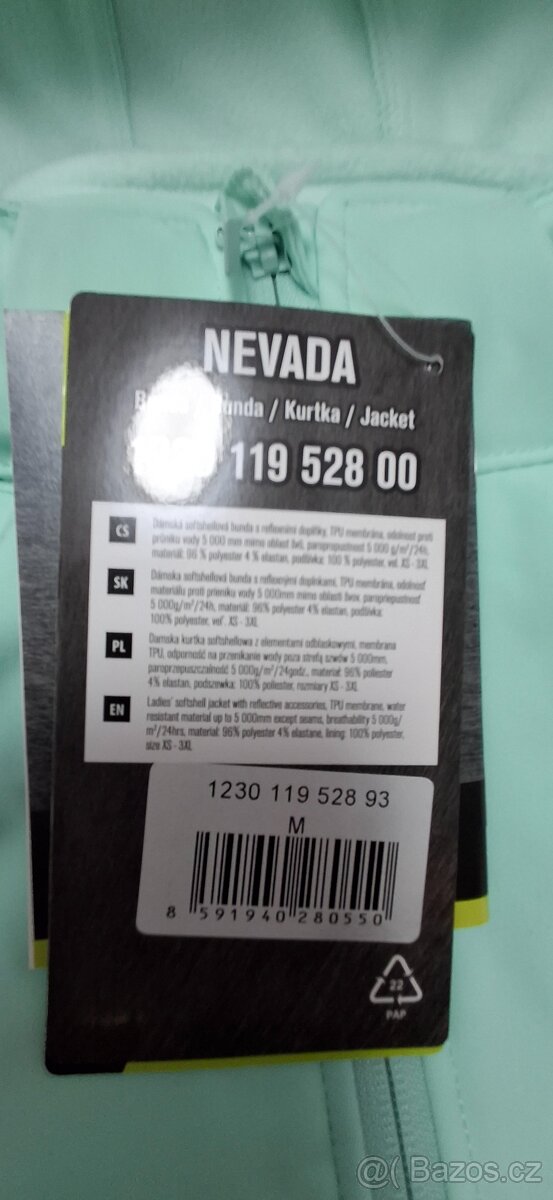 NEVADA
/ Kurtka / Jacket
119 528 00
CS
Dámská softshellová bunda s reflexními doplňky, TPU membrána, odolnost proti
průniku vody 5 000 mm mimo oblast švů, paropropustnost 5 000 g/m²/24h,
materiál: 96 % polyester 4 % elastan, podšívka: 100 % polyester, vel. XS - 3XL
SK
Dámska softshellová bunda s reflexnými doplnkami, TPU membrána, odolnosť
materiálu proti prieniku vody 5 000mm mimo oblasti švov, paropriepustnosť
5 000g/m²/24h, materiál: 96% polyester 4% elastan, podšívka:
100% polyester, veľ. XS - 3XL
PL
Damska kurtka softshellowa z elementami odblaskowymi, membrana
TPU, odporność na przenikanie wody poza strefą szwów 5 000mm,
paroprzepuszczalność 5 000g/m²/24godz., materiał: 96% poliester
4% elastan, podszewka: 100% poliester, rozmiary XS - 3XL
EN
Ladies' softshell jacket with reflective accessories, TPU membrane, water
resistant material up to 5 000mm except seams, breathability 5 000g/
m²/24hrs, material: 96% polyester 4% elastane, lining: 100% polyester,
size XS - 3XL
1230 119 528 93
M
8 591940 280550
22
PAP
@( Bazos.cz